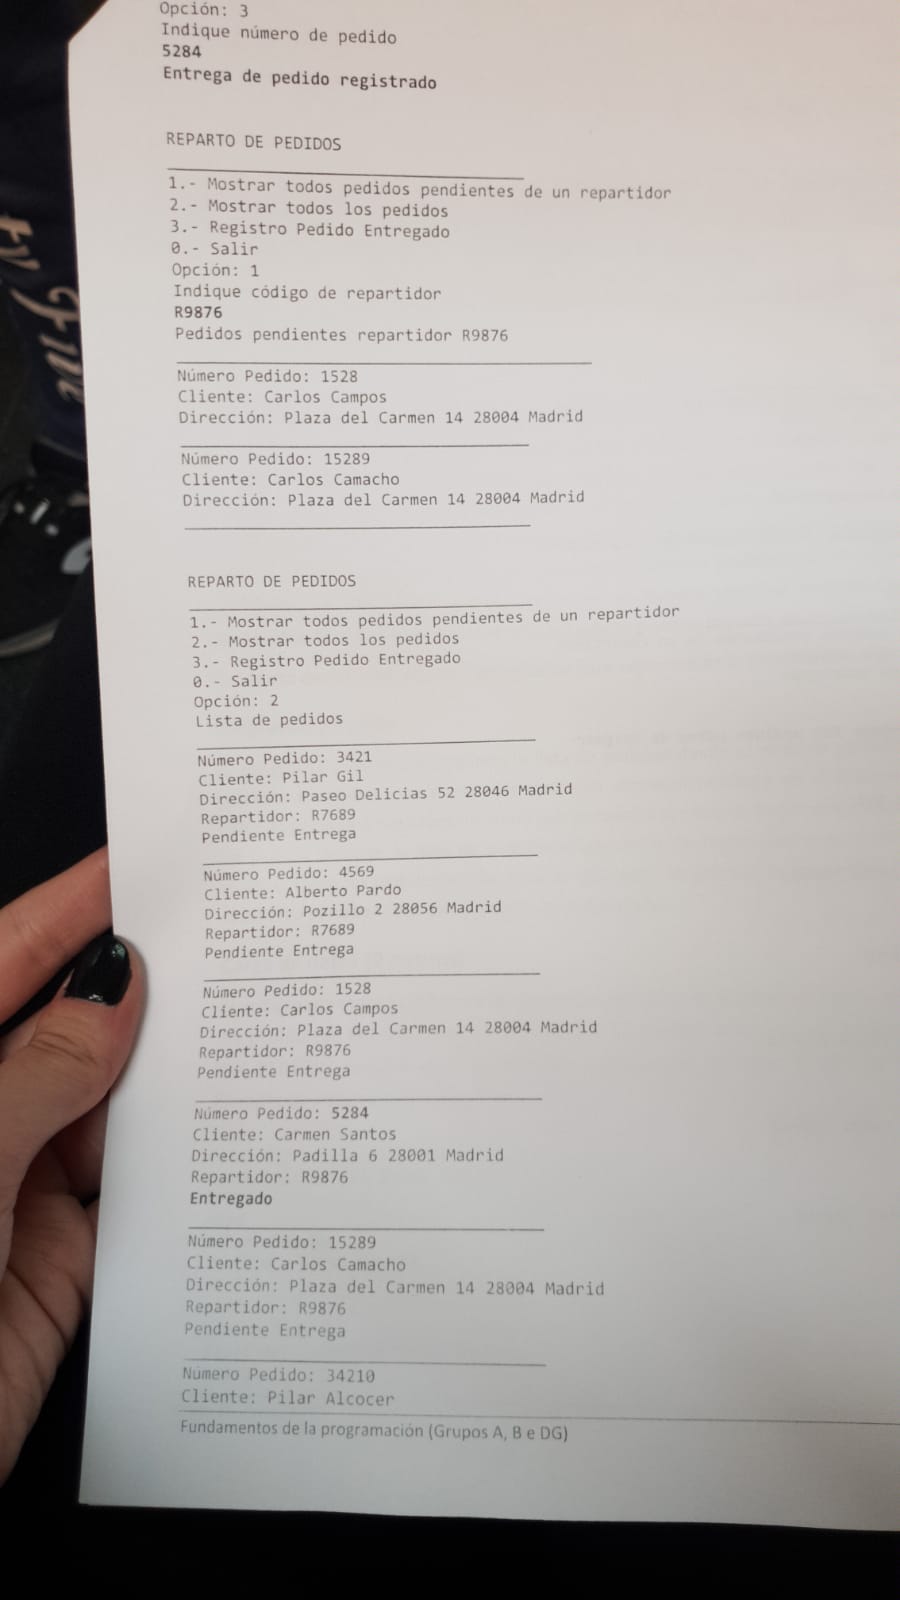 Opción: 3
Indique número de pedido
5284
Entrega de pedido registrado
REPARTO DE PEDIDOS
1.- Mostrar todos pedidos pendientes de un repartidor
2.- Mostrar todos los pedidos
3.- Registro Pedido Entregado
0.- Salir
Opción: 1
Indique código de repartidor
R9876
Pedidos pendientes repartidor R9876
Número Pedido: 1528
Cliente: Carlos Campos
Dirección: Plaza del Carmen 14 28004 Madrid
Número Pedido: 15289
Cliente: Carlos Camacho
Dirección: Plaza del Carmen 14 28004 Madrid
REPARTO DE PEDIDOS
1.- Mostrar todos pedidos pendientes de un repartidor
2.- Mostrar todos los pedidos
3.- Registro Pedido Entregado
0.- Salir
Opción: 2
Lista de pedidos
Número Pedido: 3421
Cliente: Pilar Gil
Dirección: Paseo Delicias 52 28046 Madrid
Repartidor: R7689
Pendiente Entrega
Número Pedido: 4569
Cliente: Alberto Pardo
Dirección: Pozillo 2 28056 Madrid
Repartidor: R7689
Pendiente Entrega
Número Pedido: 1528
Cliente: Carlos Campos
Dirección: Plaza del Carmen 14 28004 Madrid
Repartidor: R9876
Pendiente Entrega
Número Pedido: 5284
Cliente: Carmen Santos
Dirección: Padilla 6 28001 Madrid
Repartidor: R9876
Entregado
Número Pedido: 15289
Cliente: Carlos Camacho
Dirección: Plaza del Carmen 14 28004 Madrid
Repartidor: R9876
Pendiente Entrega
Número Pedido: 34210
Cliente: Pilar Alcocer
Fundamentos de la programación (Grupos A, B e DG)